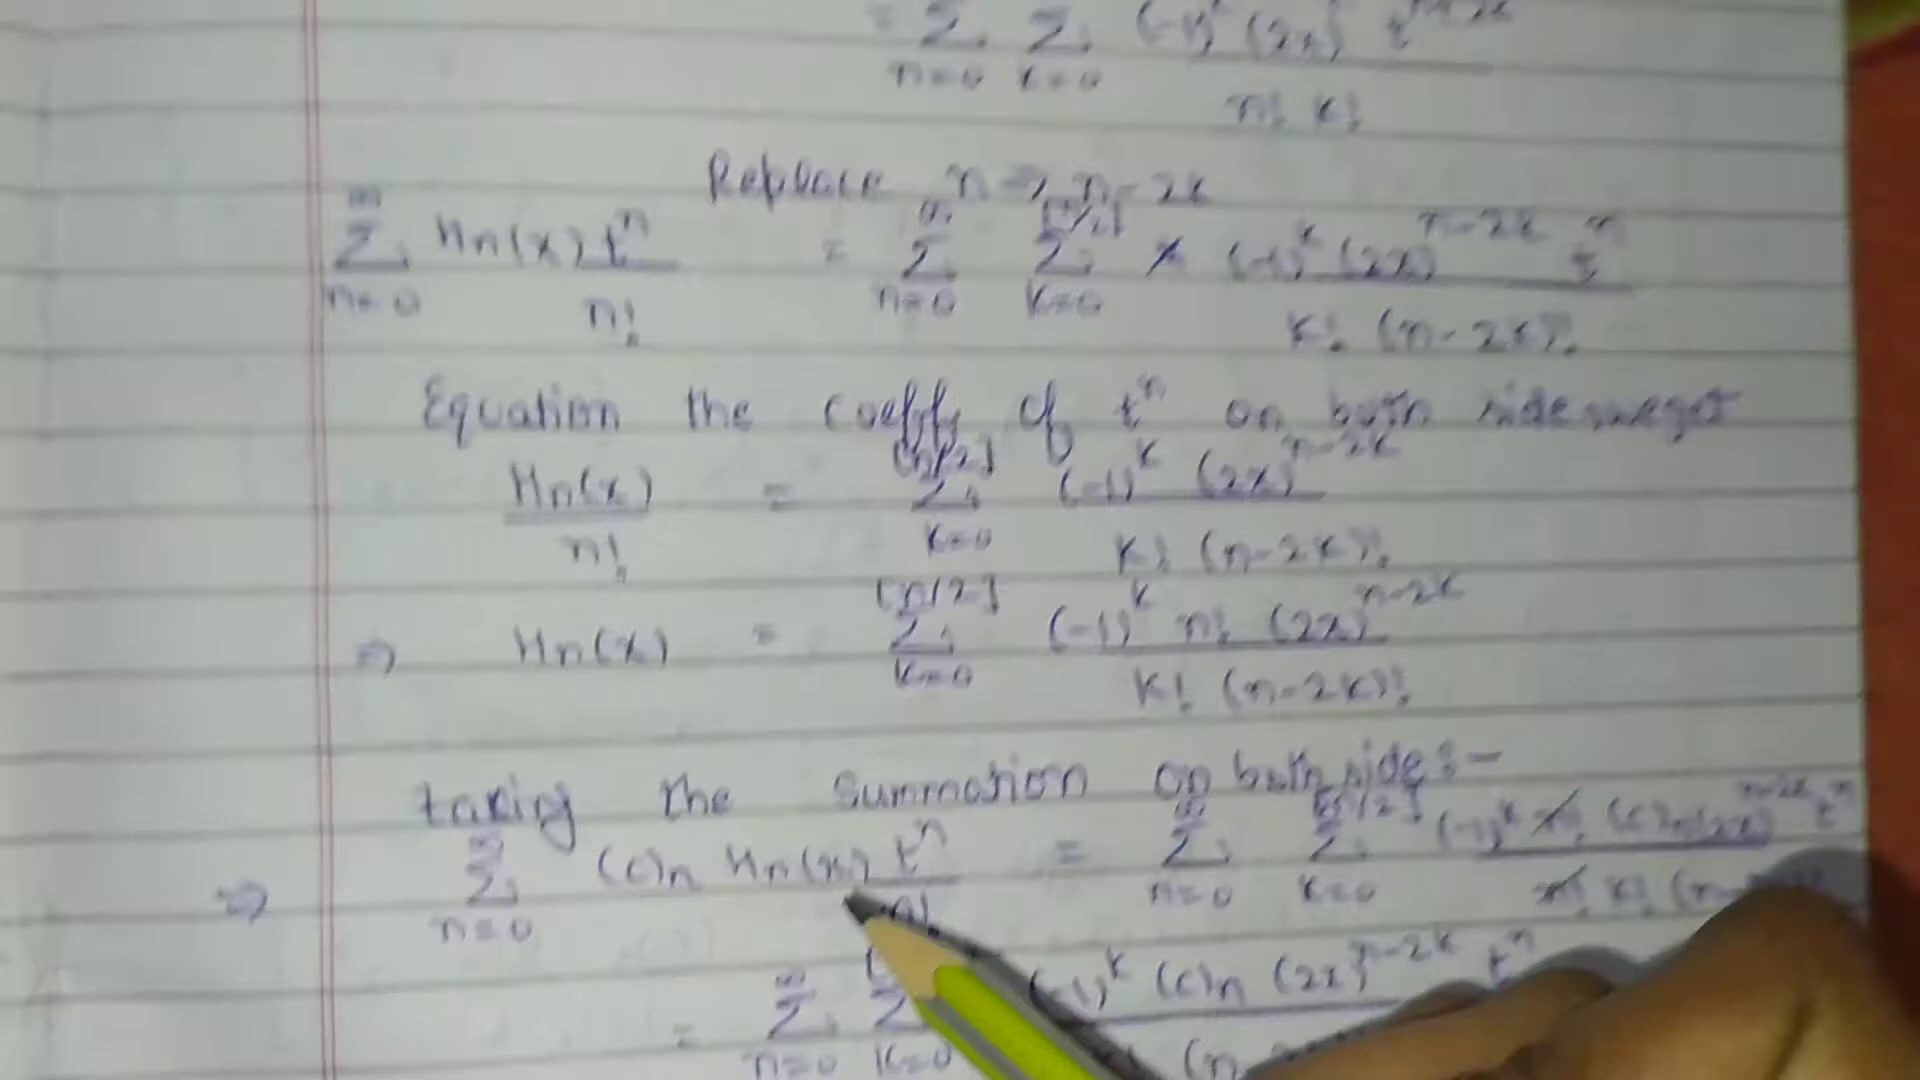 = Σ n=0 Σ k=0 (-1)^k (2x) t / n! k!
Replace n → n-2k
∞ Σ n=0 Hn(x) t^n / n! = ∞ Σ n=0 [n/2] Σ k=0 (-1)^k (2x)^n-2k t^n / k! (n-2k)!
Equation the coeff of t^n on both side we get
Hn(x) / n! = [n/2] Σ k=0 (-1)^k (2x)^n-2k / k! (n-2k)!
⇒ Hn(x) = [n/2] Σ k=0 (-1)^k n! (2x)^n-2k / k! (n-2k)!
taking the summation on both side:-
⇒ ∞ Σ n=0 (c)n Hn(x) t^n / n! = ∞ Σ n=0 [n/2] Σ k=0 (-1)^k n! (c)n (2x)^n-2k t^n / n! k! (n-
= ∞ Σ n=0 Σ k=0 (-1)^k (c)n (2x)^n-2k t^n / (n